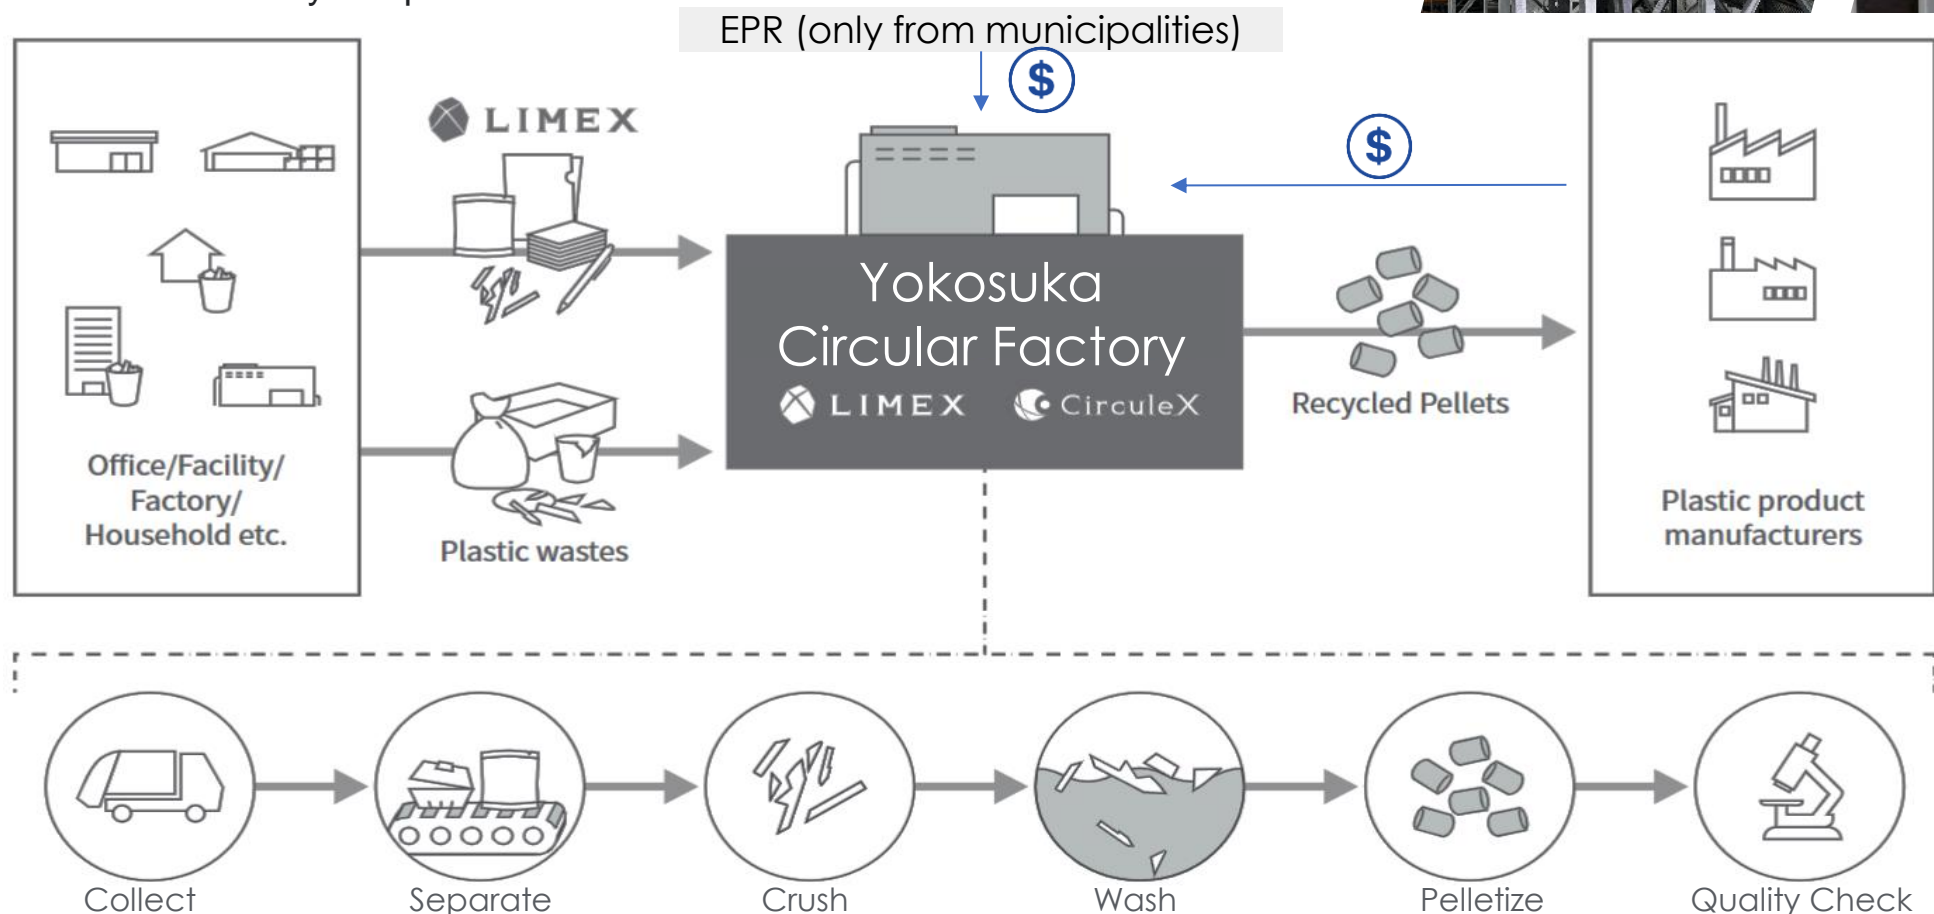 EPR (only from municipalities)
$
$
LIMEX
Yokosuka
Circular Factory
LIMEX CirculeX
Recycled Pellets
Office/Facility/
Factory/
Household etc.
Plastic wastes
Plastic product
manufacturers
Collect
Separate
Crush
Wash
Pelletize
Quality Check